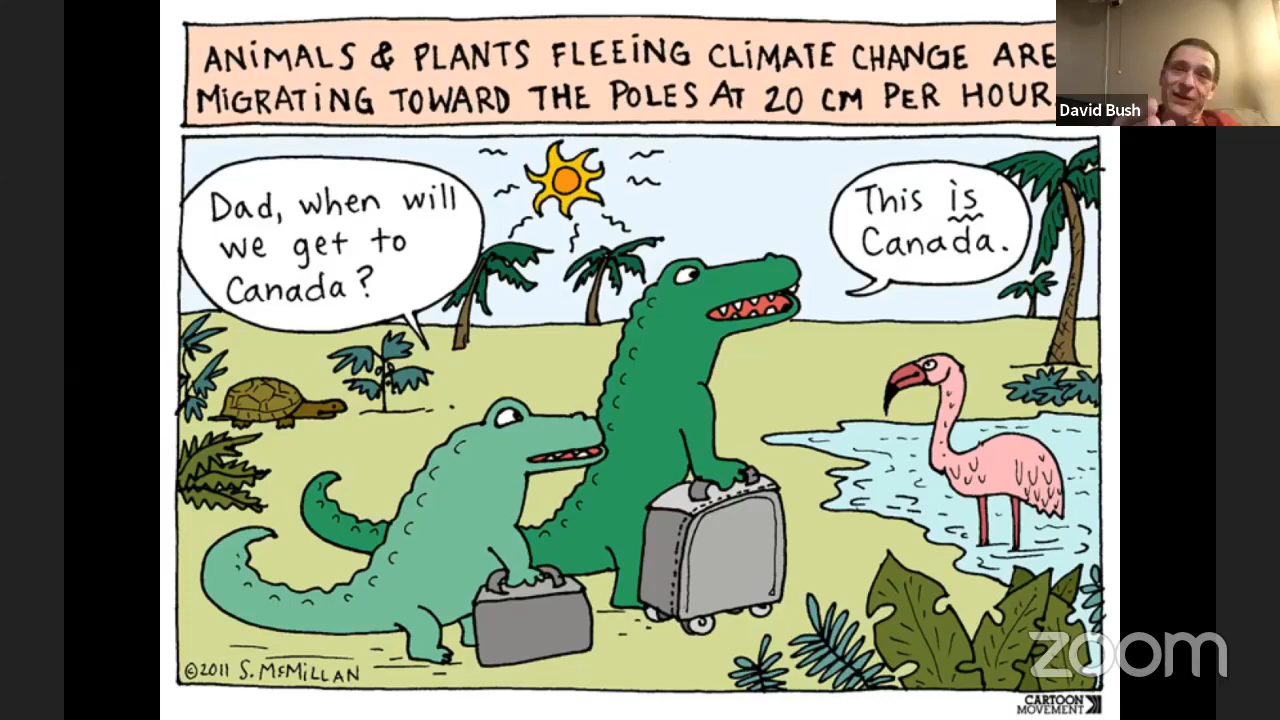 ANIMALS & PLANTS FLEEING CLIMATE CHANGE ARE
MIGRATING TOWARD THE POLES AT 20 CM PER HOUR
David Bush
Dad, when will
we get to
Canada?
This is
Canada.
©2011 S. McMILLAN
zoom
CARTOON
MOVEMENT